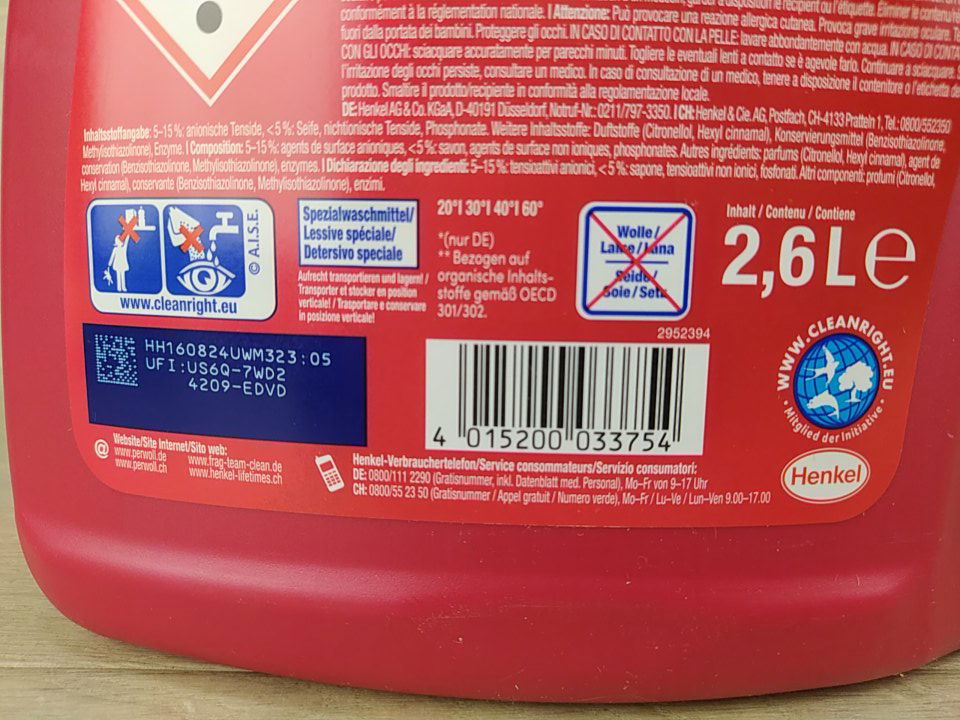 conformément à la réglementation nationale. I Attenzione: Può provocare una reazione allergica cutanea. Provoca grave irritazione oculare.
fuori dalla portata dei bambini. Proteggere gli occhi. IN CASO DI CONTATTO CON LA PELLE: lavare abbondantemente con acqua. IN CASO DI
CON GLI OCCHI: sciacquare accuratamente per parecchi minuti. Togliere le eventuali lenti a contatto se è agevole farlo. Continuare a sciacquare.
l'irritazione degli occhi persiste, consultare un medico. In caso di consultazione di un medico, tenere a disposizione il contenitore o l'etichetta
prodotto. Smaltire il prodotto/recipiente in conformità alla regolamentazione locale.
DE: Henkel AG & Co. KGaA, D-40191 Düsseldorf, Notruf-Nr.: 0211/797-3350. I CH: Henkel & Cie. AG, Postfach, CH-4133 Pratteln 1, Tel.: 0800/552350
Inhaltsstoffangabe: 5–15 %: anionische Tenside, <5 %: Seife, nichtionische Tenside, Phosphonate. Weitere Inhaltsstoffe: Duftstoffe (Citronellol, Hexyl cinnamal), Konservierungsmittel (Benzisothiazolinone,
Methylisothiazolinone), Enzyme. I Composition: 5–15 %: agents de surface anioniques, <5 %: savon, agents de surface non ioniques, phosphonates. Autres ingrédients: parfums (Citronellol, Hexyl cinnamal), agent de
conservation (Benzisothiazolinone, Methylisothiazolinone), enzymes. I Dichiarazione degli ingredienti: 5–15 %: tensioattivi anionici, <5 %: sapone, tensioattivi non ionici, fosfonati. Altri componenti: profumi (Citronellol,
Hexyl cinnamal), conservante (Benzisothiazolinone, Methylisothiazolinone), enzimi.
www.cleanright.eu
© A.I.S.E.
Spezialwaschmittel/
Lessive spéciale/
Detersivo speciale
Aufrecht transportieren und lagern! /
Transporter et stocker en position
verticale! / Trasportare e conservare
in posizione verticale!
20° I 30° I 40° I 60°
*(nur DE)
** Bezogen auf
organische Inhalts-
stoffe gemäß OECD
301/302.
Wolle/
Laine/Lana
Seide/
Soie/Seta
Inhalt / Contenu / Contiene
2,6 L e
HH160824UWM323:05
UFI:US6Q-7WD2
4209-EDVD
2952394
4 015200 033754
WWW.CLEANRIGHT.EU
• Mitglied der Initiative •
Henkel
@ Website/Site Internet/Sito web:
www.perwoll.de www.frag-team-clean.de
www.perwoll.ch www.henkel-lifetimes.ch
Henkel-Verbrauchertelefon/Service consommateurs/Servizio consumatori:
DE: 0800/111 2290 (Gratisnummer, inkl. Datenblatt med. Personal), Mo-Fr von 9–17 Uhr
CH: 0800/55 23 50 (Gratisnummer / Appel gratuit / Numero verde), Mo-Fr / Lu–Ve / Lun–Ven 9.00–17.00